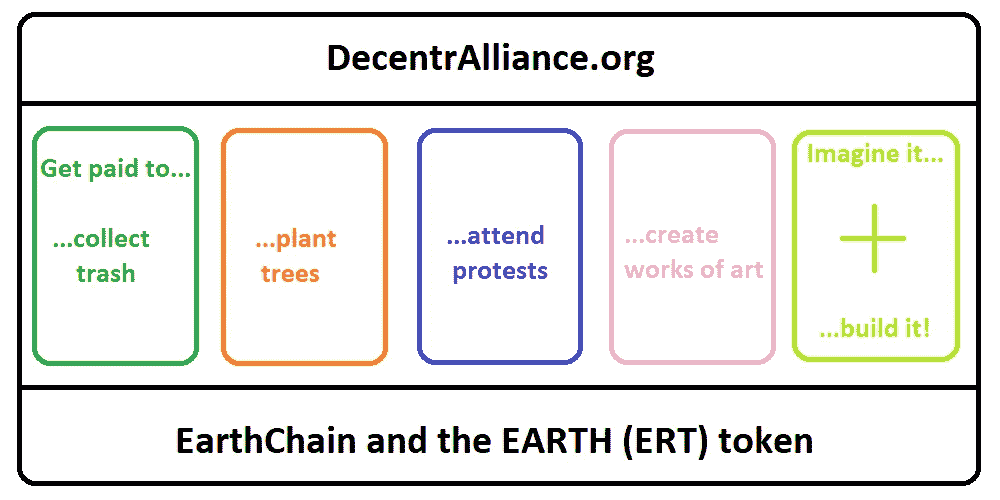 DecentrAlliance.org
Get paid to...
...collect
trash
...plant
trees
...attend
protests
...create
works of art
Imagine it...
...build it!
EarthChain and the EARTH (ERT) token